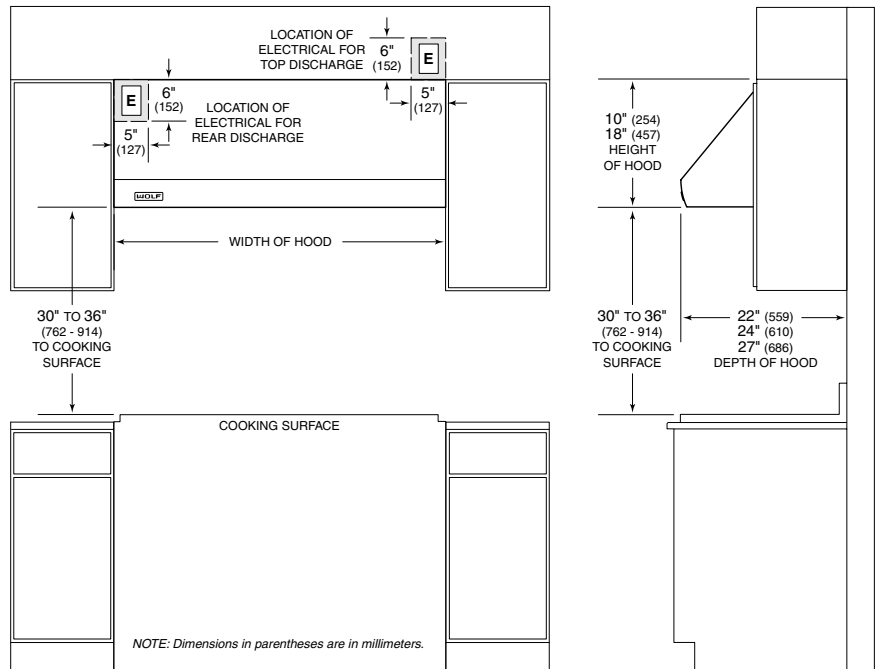 LOCATION OF
ELECTRICAL FOR
TOP DISCHARGE
6"
(152)
E
5"
(127)
E
6"
(152)
5"
(127)
LOCATION OF
ELECTRICAL FOR
REAR DISCHARGE
WOLF
WIDTH OF HOOD
30" TO 36"
(762 - 914)
TO COOKING
SURFACE
COOKING SURFACE
NOTE: Dimensions in parentheses are in millimeters.
10" (254)
18" (457)
HEIGHT
OF HOOD
30" TO 36"
(762 - 914)
TO COOKING
SURFACE
22" (559)
24" (610)
27" (686)
DEPTH OF HOOD